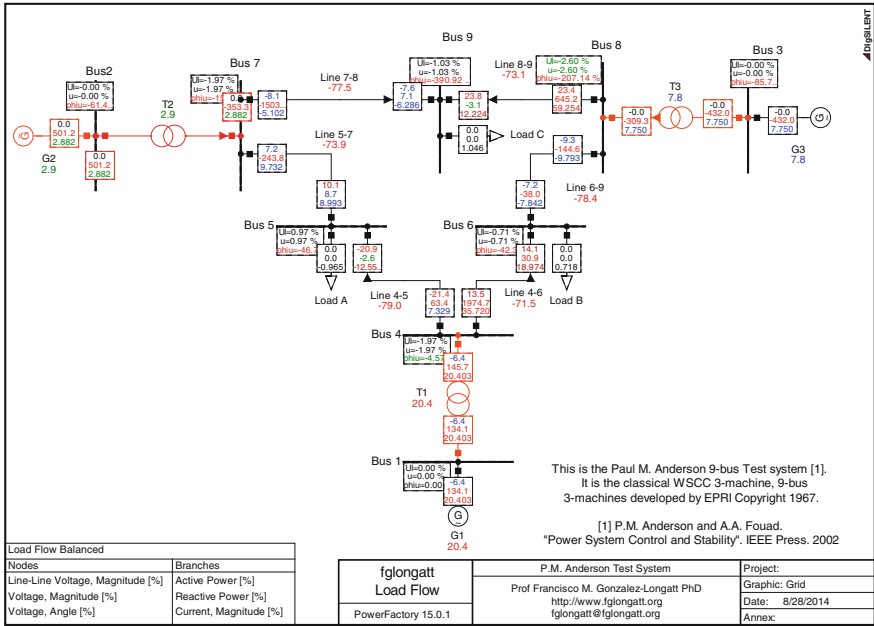 DIgSILENT
Bus2
Ul=-0.00 %
u=-0.00 %
phiu=-61.4...
Bus 7
Ul=-1.97 %
u=-1.97 %
Line 7-8
-77.5
Bus 9
Ul=-1.03 %
u=-1.03 %
phiu=-390.92 ..
Line 8-9
-73.1
Ul=-2.60 %
u=-2.60 %
phiu=-207.14 %
Bus 8
Bus 3
Ul=-0.00 %
u=-0.00 %
phiu=-85.7..
T2
2.9
0.0
-353.3
2.882
-8.1
-1503...
-5.102
-7.6
7.1
-6.286
23.8
-3.1
12.224
23.4
645.2
59.254
T3
7.8
G~
G2
2.9
0.0
501.2
2.882
0.0
501.2
2.882
-0.0
-309.3
7.750
-0.0
-432.0
7.750
-0.0
-432.0
7.750
G~
G3
7.8
Line 5-7
-73.9
7.2
-243.8
9.732
0.0
0.0
1.046
Load C
-9.3
-144.6
-9.793
Line 6-9
-78.4
10.1
8.7
8.993
-7.2
-38.0
-7.842
Bus 5
Ul=0.97 %
u=0.97 %
phiu=-46.7
Bus 6
Ul=-0.71 %
u=-0.71 %
phiu=-42.3
0.0
0.0
-0.965
-20.9
-2.6
-12.55...
14.1
30.9
18.974
0.0
0.0
0.718
Load A
Line 4-5
-79.0
-21.4
63.4
7.329
13.5
1974.7
35.720
Line 4-6
-71.5
Load B
Bus 4
Ul=-1.97 %
u=-1.97 %
phiu=-4.57
-6.4
145.7
20.403
T1
20.4
-6.4
134.1
20.403
Bus 1
Ul=0.00 %
u=0.00 %
phiu=0.00
-6.4
134.1
20.403
G~
G1
20.4
This is the Paul M. Anderson 9-bus Test system [1].
It is the classical WSCC 3-machine, 9-bus
3-machines developed by EPRI Copyright 1967.
[1] P.M. Anderson and A.A. Fouad.
"Power System Control and Stability". IEEE Press. 2002
Load Flow Balanced
Nodes Branches
Line-Line Voltage, Magnitude [%] Active Power [%]
Voltage, Magnitude [%] Reactive Power [%]
Voltage, Angle [%] Current, Magnitude [%]
fglongatt
Load Flow
PowerFactory 15.0.1
P.M. Anderson Test System
Prof Francisco M. Gonzalez-Longatt PhD
http://www.fglongatt.org
fglongatt@fglongatt.org
Project:
Graphic: Grid
Date: 8/28/2014
Annex: